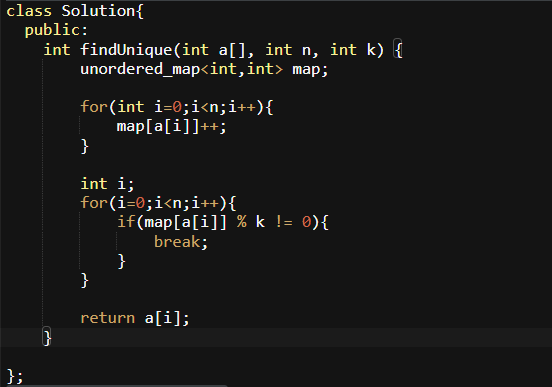 class Solution{
  public:
    int findUnique(int a[], int n, int k) {
        unordered_map<int,int> map;

        for(int i=0;i<n;i++){
            map[a[i]]++;
        }

        int i;
        for(i=0;i<n;i++){
            if(map[a[i]] % k != 0){
                break;
            }
        }

        return a[i];
    }

};